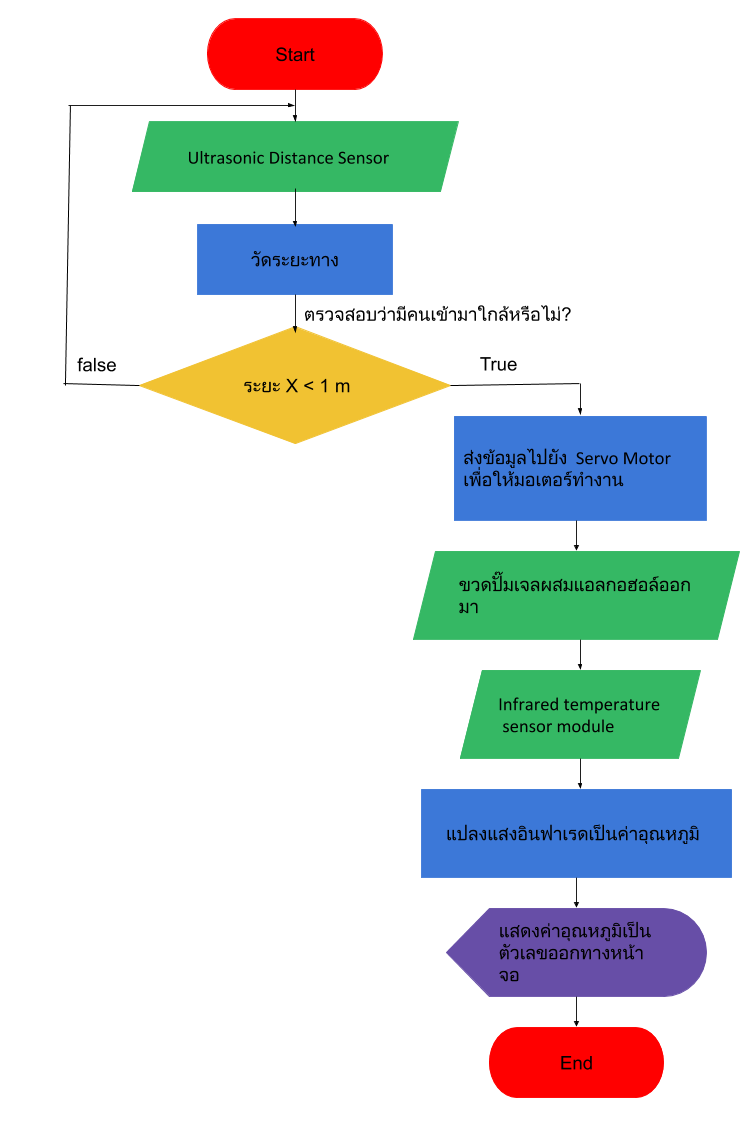 Start
Ultrasonic Distance Sensor
วัดระยะทาง
ตรวจสอบว่ามีคนเข้ามาใกล้หรือไม่?
false
ระยะ X < 1 m
True
ส่งข้อมูลไปยัง Servo Motor
เพื่อให้มอเตอร์ทำงาน
ขวดปั๊มเจลผสมแอลกอฮอล์ออก
มา
Infrared temperature
sensor module
แปลงแสงอินฟาเรดเป็นค่าอุณหภูมิ
แสดงค่าอุณหภูมิเป็น
ตัวเลขออกทางหน้า
จอ
End